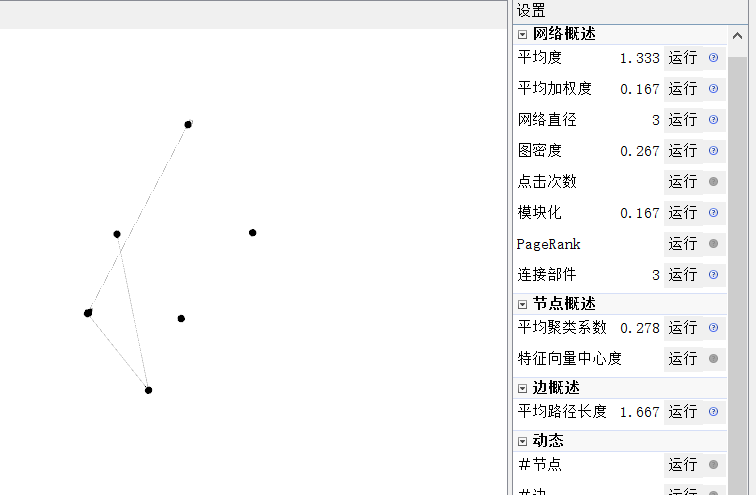 设置
网络概述
平均度 1.333 运行
平均加权度 0.167 运行
网络直径 3 运行
图密度 0.267 运行
点击次数 运行
模块化 0.167 运行
PageRank 运行
连接部件 3 运行
节点概述
平均聚类系数 0.278 运行
特征向量中心度 运行
边概述
平均路径长度 1.667 运行
动态
#节点 运行
#边 运行